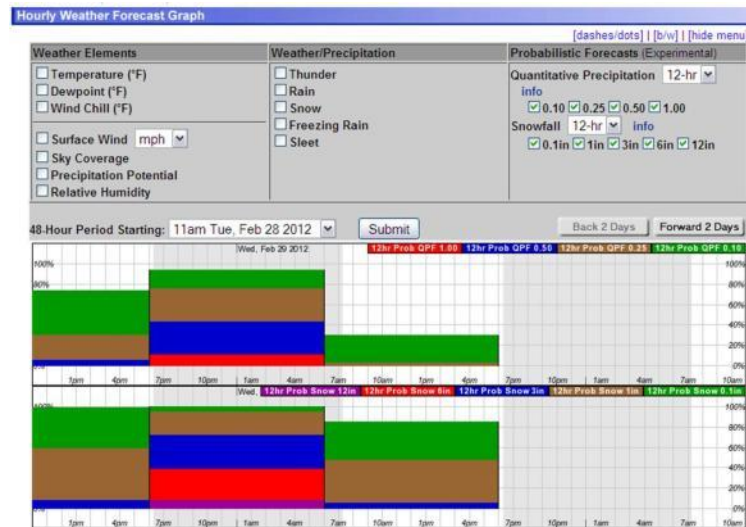 Hourly Weather Forecast Graph
[dashes/dots] | [b/w] | [hide menu
Weather Elements
Temperature (°F)
Dewpoint (°F)
Wind Chill (°F)
Surface Wind mph
Sky Coverage
Precipitation Potential
Relative Humidity
Weather/Precipitation
Thunder
Rain
Snow
Freezing Rain
Sleet
Probabilistic Forecasts (Experimental)
Quantitative Precipitation 12-hr
info
0.10 0.25 0.50 1.00
Snowfall 12-hr info
0.1in 1in 3in 6in 12in
48-Hour Period Starting: 11am Tue, Feb 28 2012 Submit Back 2 Days Forward 2 Days
Wed, Feb 29 2012 12hr Prob QPF 1.00 12hr Prob QPF 0.50 12hr Prob QPF 0.25 12hr Prob QPF 0.10
100% 100%
80% 80%
60%
40%
20%
0% 0%
1pm 4pm 7pm 10pm 1am 4am 7am 10am 1pm 4pm 7pm 10pm 1am 4am 7am 10am
Wed, 12hr Prob Snow 12in 12hr Prob Snow 6in 12hr Prob Snow 3in 12hr Prob Snow 1in 12hr Prob Snow 0.1in
100% 100%
80%
60%
40%
20%
0% 0%
1pm 4pm 7pm 10pm 1am 4am 7am 10am 1pm 4pm 7pm 10pm 1am 4am 7am 10am